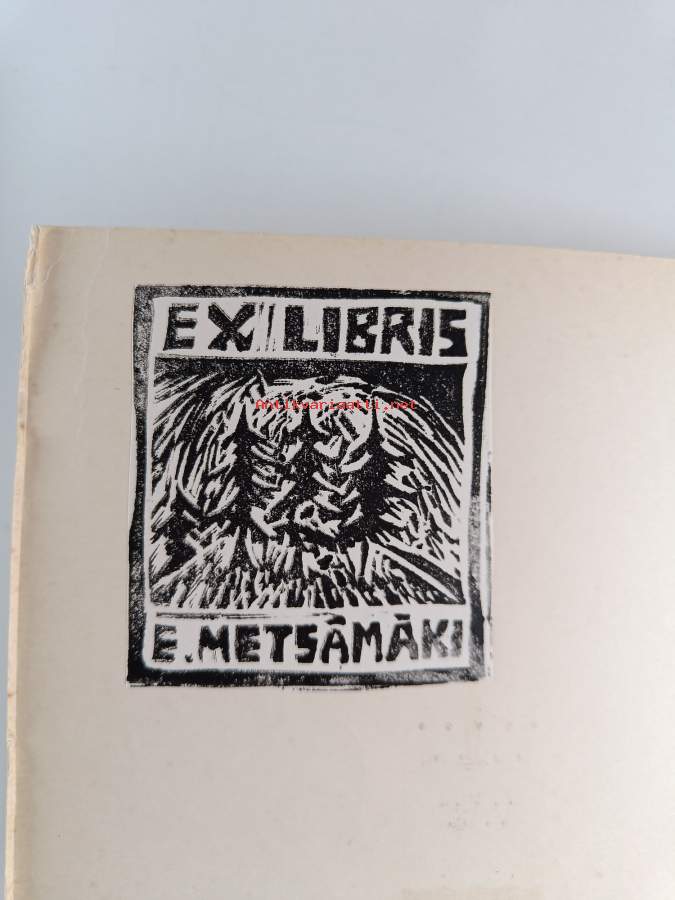 EX LIBRIS
Antikvariaatti.net
E. METSÄMÄKI